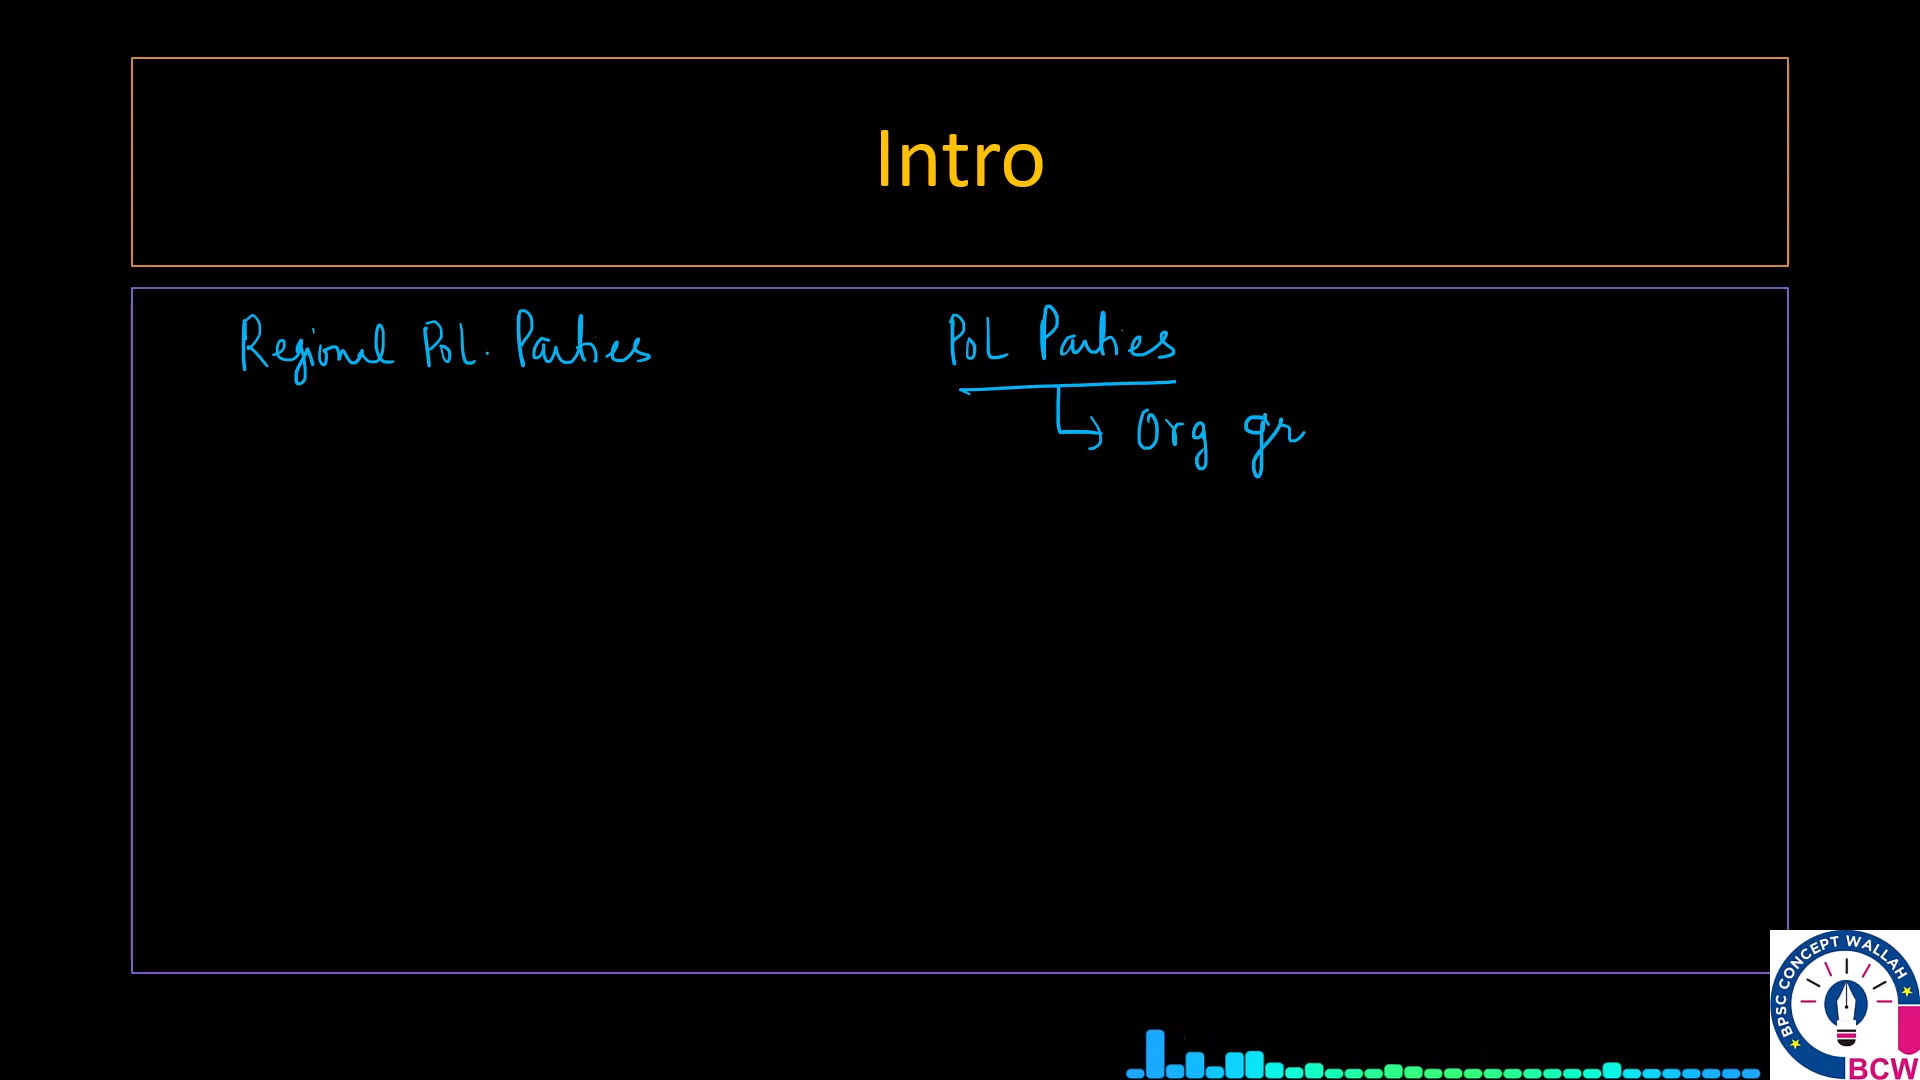 Intro
Regional Pol. Parties
Pol Parties
Org gr
BPSC CONCEPT WALLAH
BCW